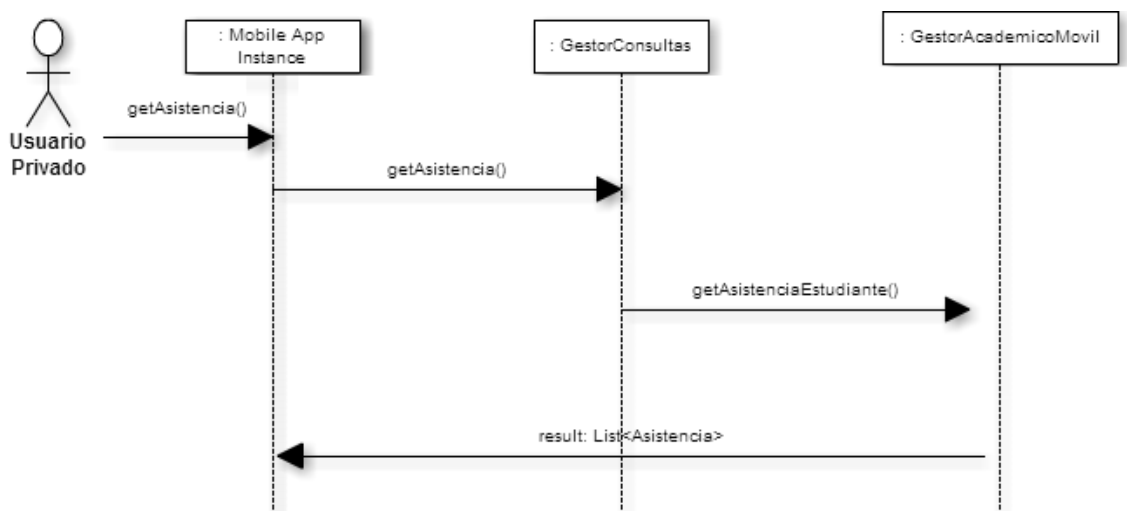 : Mobile App
Instance
: GestorConsultas
: GestorAcademicoMovil
getAsistencia()
Usuario
Privado
getAsistencia()
getAsistenciaEstudiante()
result: List<Asistencia>